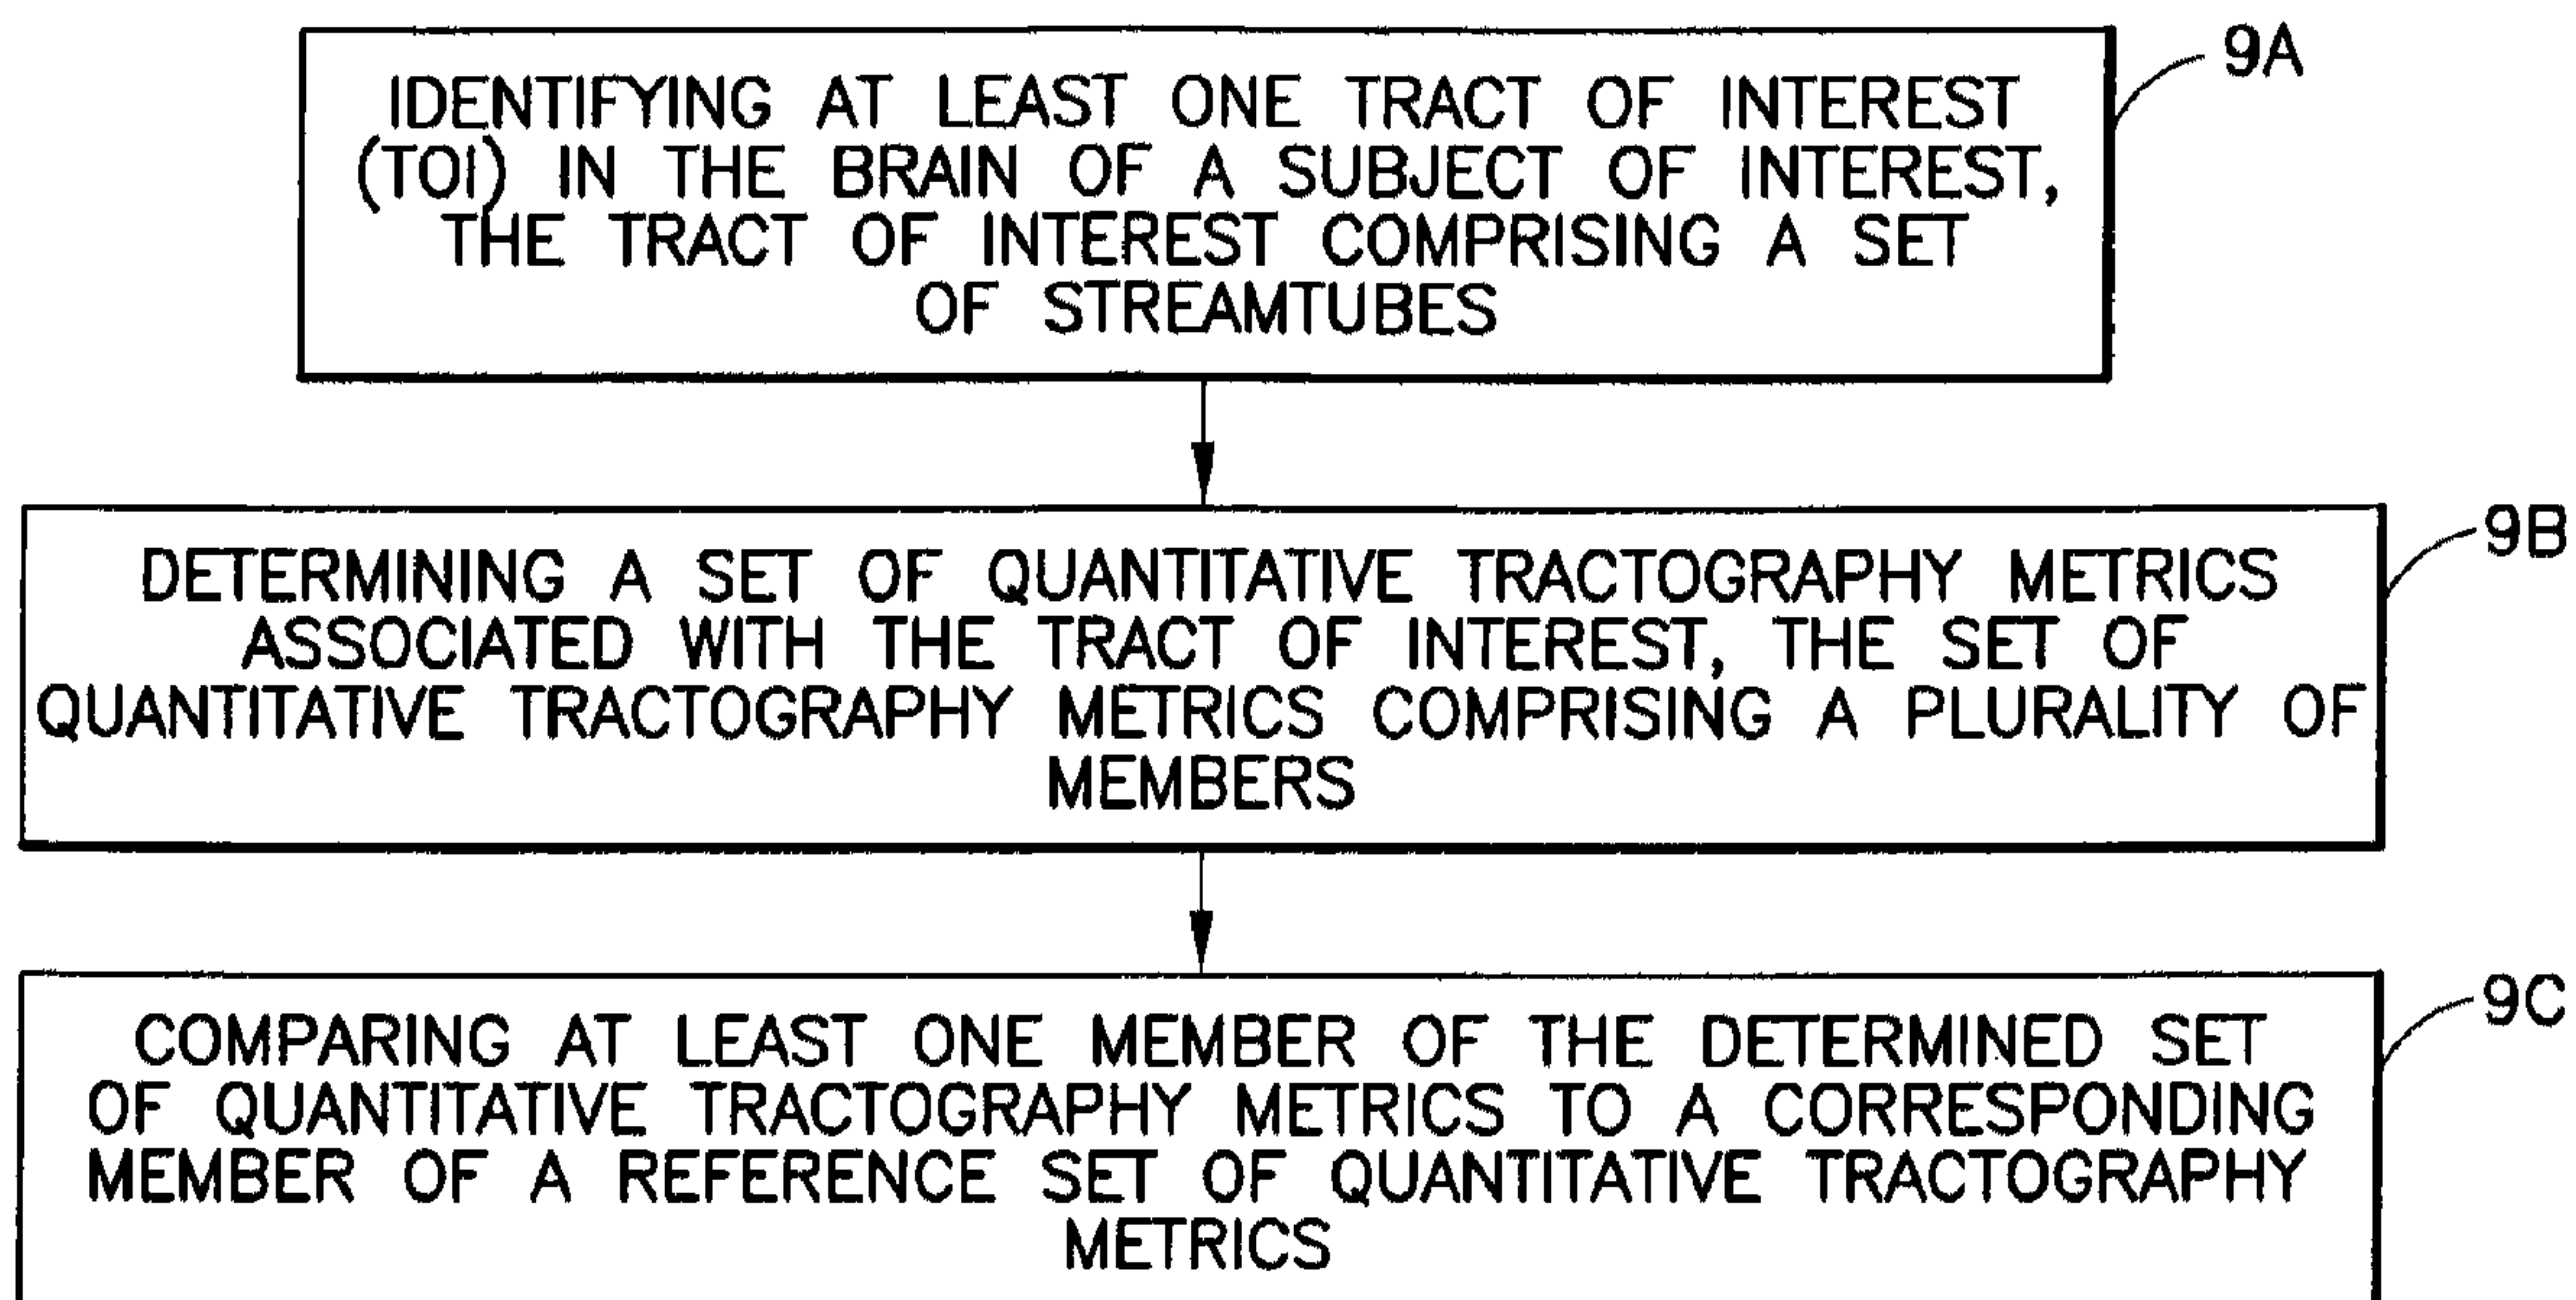 IDENTIFYING AT LEAST ONE TRACT OF INTEREST
(TOI) IN THE BRAIN OF A SUBJECT OF INTEREST,
THE TRACT OF INTEREST COMPRISING A SET
OF STREAMTUBES
9A
DETERMINING A SET OF QUANTITATIVE TRACTOGRAPHY METRICS
ASSOCIATED WITH THE TRACT OF INTEREST, THE SET OF
QUANTITATIVE TRACTOGRAPHY METRICS COMPRISING A PLURALITY OF
MEMBERS
9B
COMPARING AT LEAST ONE MEMBER OF THE DETERMINED SET
OF QUANTITATIVE TRACTOGRAPHY METRICS TO A CORRESPONDING
MEMBER OF A REFERENCE SET OF QUANTITATIVE TRACTOGRAPHY
METRICS
9C